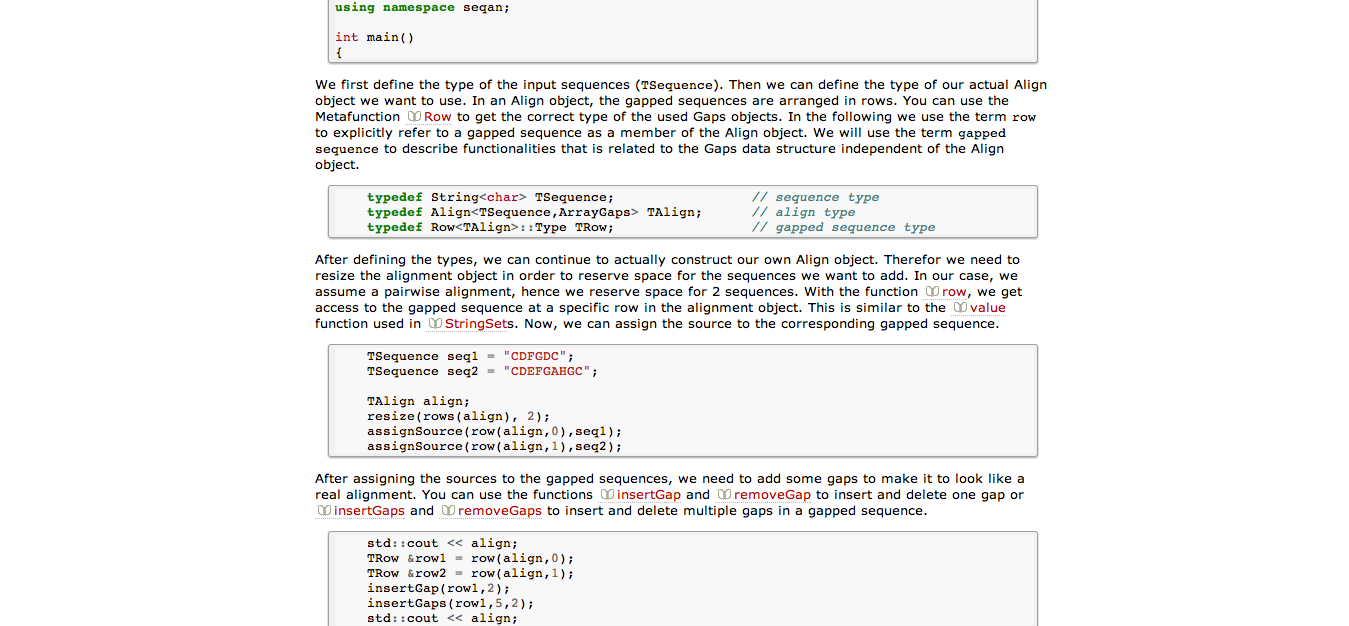 using namespace seqan;
int main()
{
We first define the type of the input sequences (TSequence). Then we can define the type of our actual Align
object we want to use. In an Align object, the gapped sequences are arranged in rows. You can use the
Metafunction Row to get the correct type of the used Gaps objects. In the following we use the term row
to explicitly refer to a gapped sequence as a member of the Align object. We will use the term gapped
sequence to describe functionalities that is related to the Gaps data structure independent of the Align
object.
typedef String<char> TSequence; // sequence type
typedef Align<TSequence,ArrayGaps> TAlign; // align type
typedef Row<TAlign>::Type TRow; // gapped sequence type
After defining the types, we can continue to actually construct our own Align object. Therefor we need to
resize the alignment object in order to reserve space for the sequences we want to add. In our case, we
assume a pairwise alignment, hence we reserve space for 2 sequences. With the function row, we get
access to the gapped sequence at a specific row in the alignment object. This is similar to the value
function used in StringSets. Now, we can assign the source to the corresponding gapped sequence.
TSequence seq1 = "CDFGDC";
TSequence seq2 = "CDEFGAHGC";
TAlign align;
resize(rows(align), 2);
assignSource(row(align,0),seq1);
assignSource(row(align,1),seq2);
After assigning the sources to the gapped sequences, we need to add some gaps to make it to look like a
real alignment. You can use the functions insertGap and removeGap to insert and delete one gap or
insertGaps and removeGaps to insert and delete multiple gaps in a gapped sequence.
std::cout << align;
TRow &row1 = row(align,0);
TRow &row2 = row(align,1);
insertGap(row1,2);
insertGaps(row1,5,2);
std::cout << align;